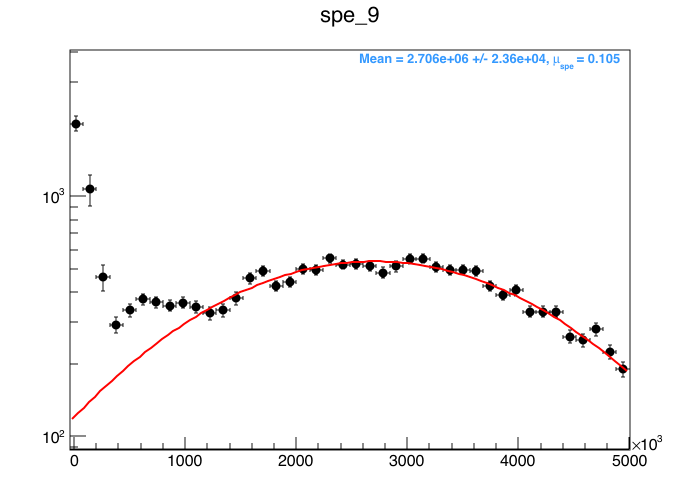 spe_9
Mean = 2.706e+06 +/- 2.36e+04, μspe = 0.105
10³
10²
0 1000 2000 3000 4000 5000 ×10³